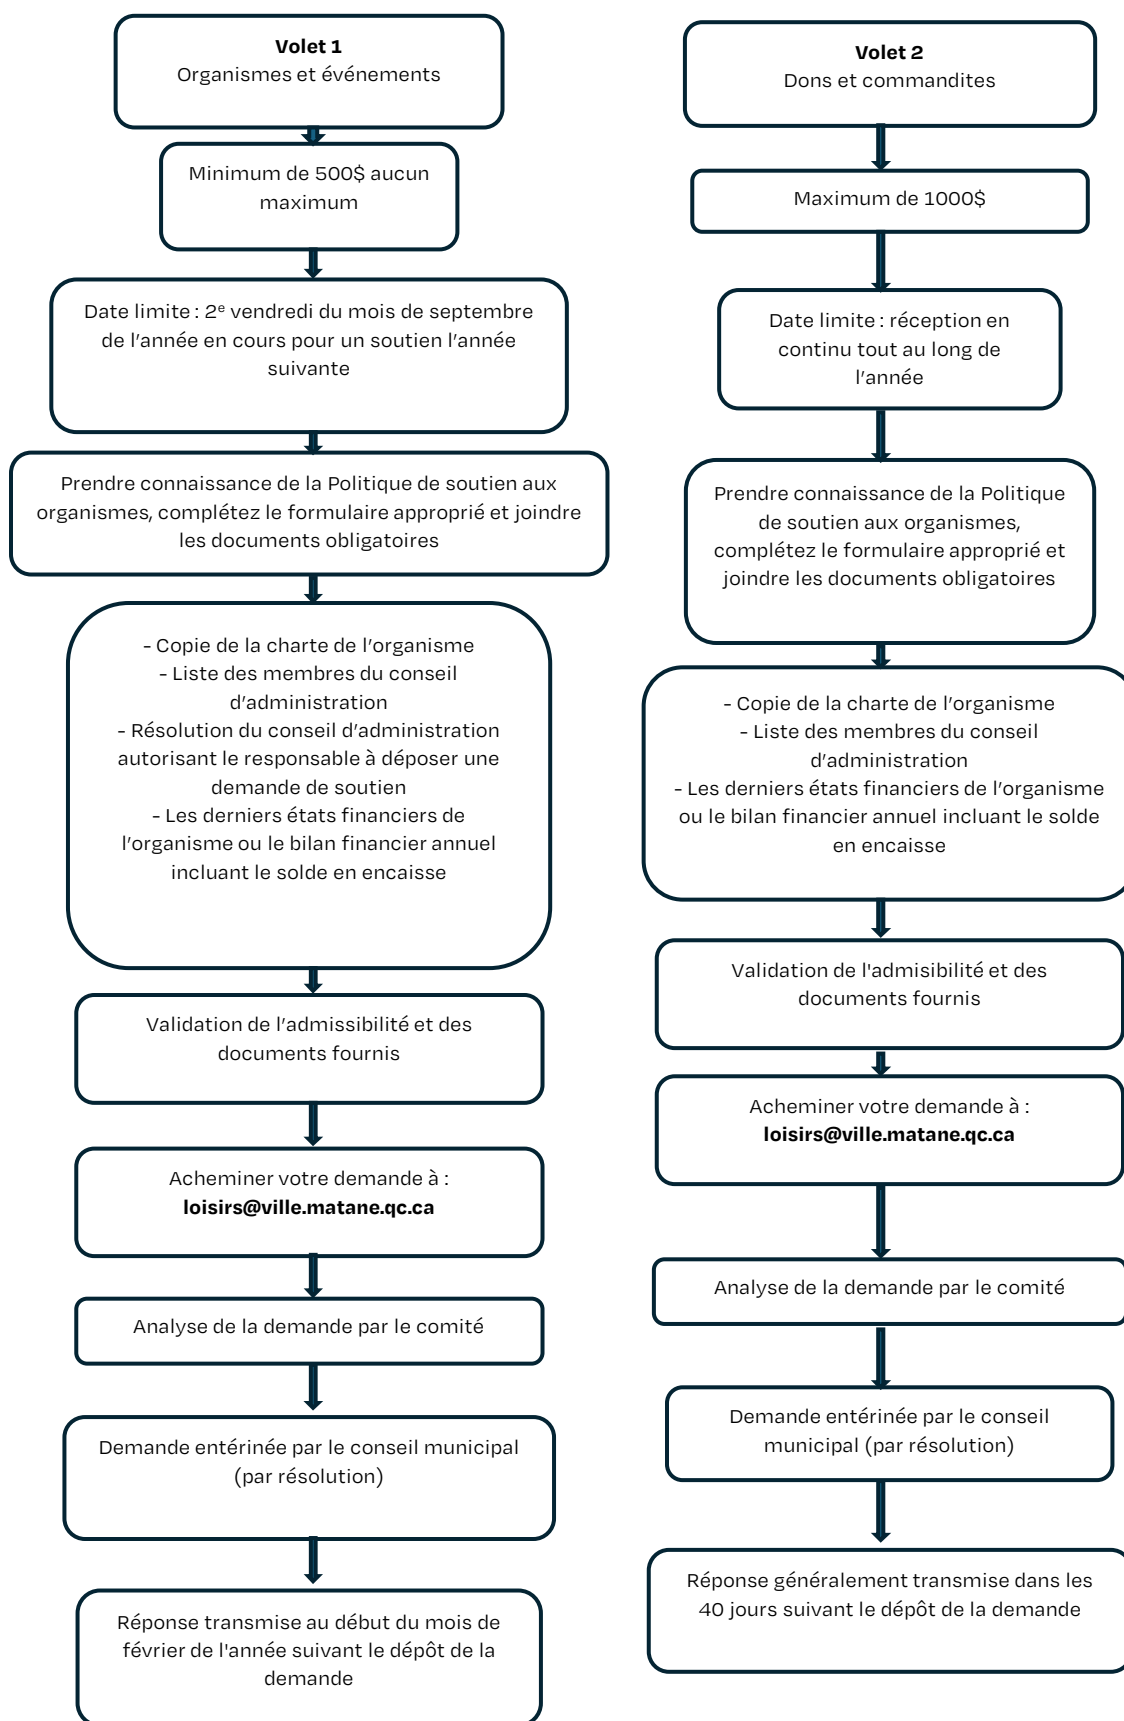 Volet 1
Organismes et événements
Minimum de 500$ aucun
maximum
Date limite : 2e vendredi du mois de septembre
de l'année en cours pour un soutien l'année
suivante
Prendre connaissance de la Politique de soutien aux
organismes, complétez le formulaire approprié et joindre
les documents obligatoires
- Copie de la charte de l'organisme
- Liste des membres du conseil
d'administration
- Résolution du conseil d'administration
autorisant le responsable à déposer une
demande de soutien
- Les derniers états financiers de
l'organisme ou le bilan financier annuel
incluant le solde en encaisse
Validation de l'admissibilité et des
documents fournis
Acheminer votre demande à :
loisirs@ville.matane.qc.ca
Analyse de la demande par le comité
Demande entérinée par le conseil municipal
(par résolution)
Réponse transmise au début du mois de
février de l'année suivant le dépôt de la
demande
Volet 2
Dons et commandites
Maximum de 1000$
Date limite : réception en
continu tout au long de
l'année
Prendre connaissance de la Politique
de soutien aux organismes,
complétez le formulaire approprié et
joindre les documents obligatoires
- Copie de la charte de l'organisme
- Liste des membres du conseil
d'administration
- Les derniers états financiers de l'organisme
ou le bilan financier annuel incluant le solde
en encaisse
Validation de l'admisibilité et des
documents fournis
Acheminer votre demande à :
loisirs@ville.matane.qc.ca
Analyse de la demande par le comité
Demande entérinée par le conseil
municipal (par résolution)
Réponse généralement transmise dans les
40 jours suivant le dépôt de la demande